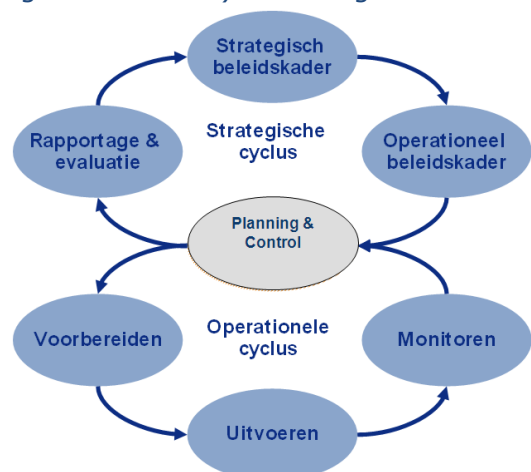 Strategisch
beleidskader
Rapportage &
evaluatie
Strategische
cyclus
Operationeel
beleidskader
Planning &
Control
Voorbereiden
Operationele
cyclus
Monitoren
Uitvoeren